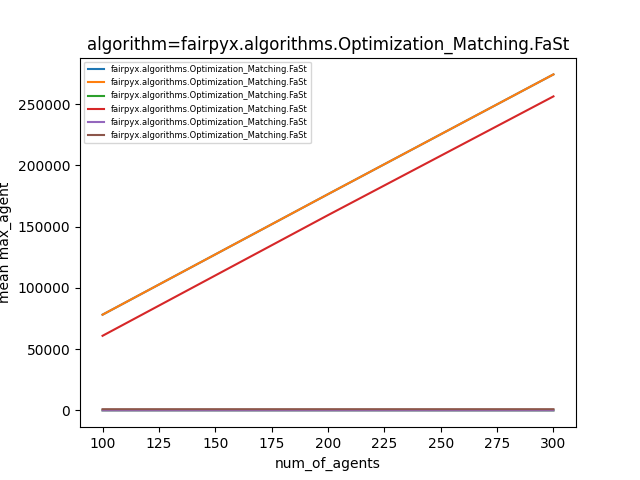 algorithm=fairpyx.algorithms.Optimization_Matching.FaSt
fairpyx.algorithms.Optimization_Matching.FaSt
fairpyx.algorithms.Optimization_Matching.FaSt
fairpyx.algorithms.Optimization_Matching.FaSt
fairpyx.algorithms.Optimization_Matching.FaSt
fairpyx.algorithms.Optimization_Matching.FaSt
fairpyx.algorithms.Optimization_Matching.FaSt
mean max_agent
250000
200000
150000
100000
50000
0
100
125
150
175
200
225
250
275
300
num_of_agents